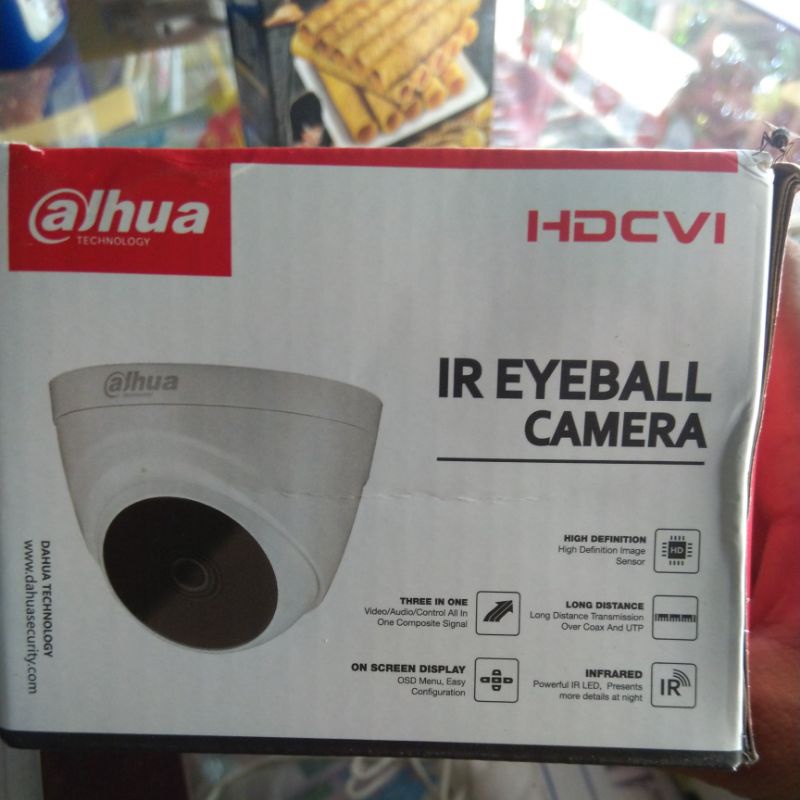 alhua
TECHNOLOGY
HDCVI
alhua
IR EYEBALL
CAMERA
HIGH DEFINITION
High Definition Image
Sensor
HD
THREE IN ONE
Video/Audio/Control All In
One Composite Signal
LONG DISTANCE
Long Distance Transmission
Over Coax And UTP
ON SCREEN DISPLAY
OSD Menu, Easy
Configuration
INFRARED
Powerful IR LED, Presents
more details at night
IR
DAHUA TECHNOLOGY
www.dahuasecurity.com